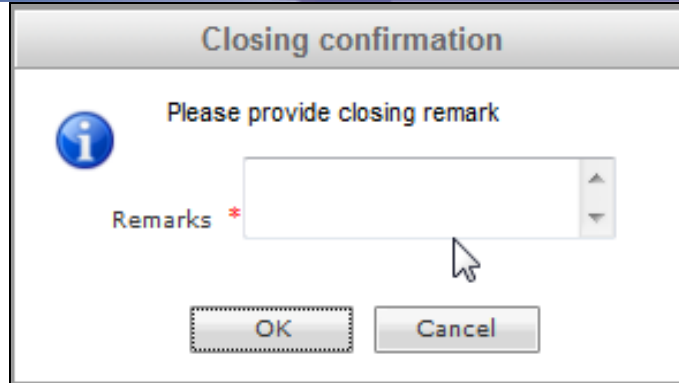 Closing confirmation
Please provide closing remark
Remarks *
OK Cancel